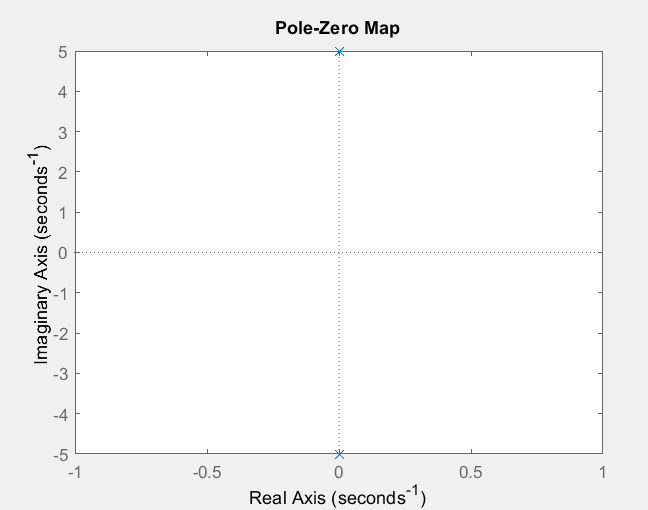 Pole-Zero Map
5
4
3
2
1
0
-1
-2
-3
-4
-5
Imaginary Axis (seconds⁻¹)
-1 -0.5 0 0.5 1
Real Axis (seconds⁻¹)